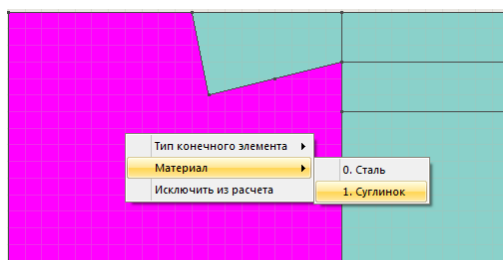 Тип конечного элемента
Материал
Исключить из расчета
0. Сталь
1. Суглинок